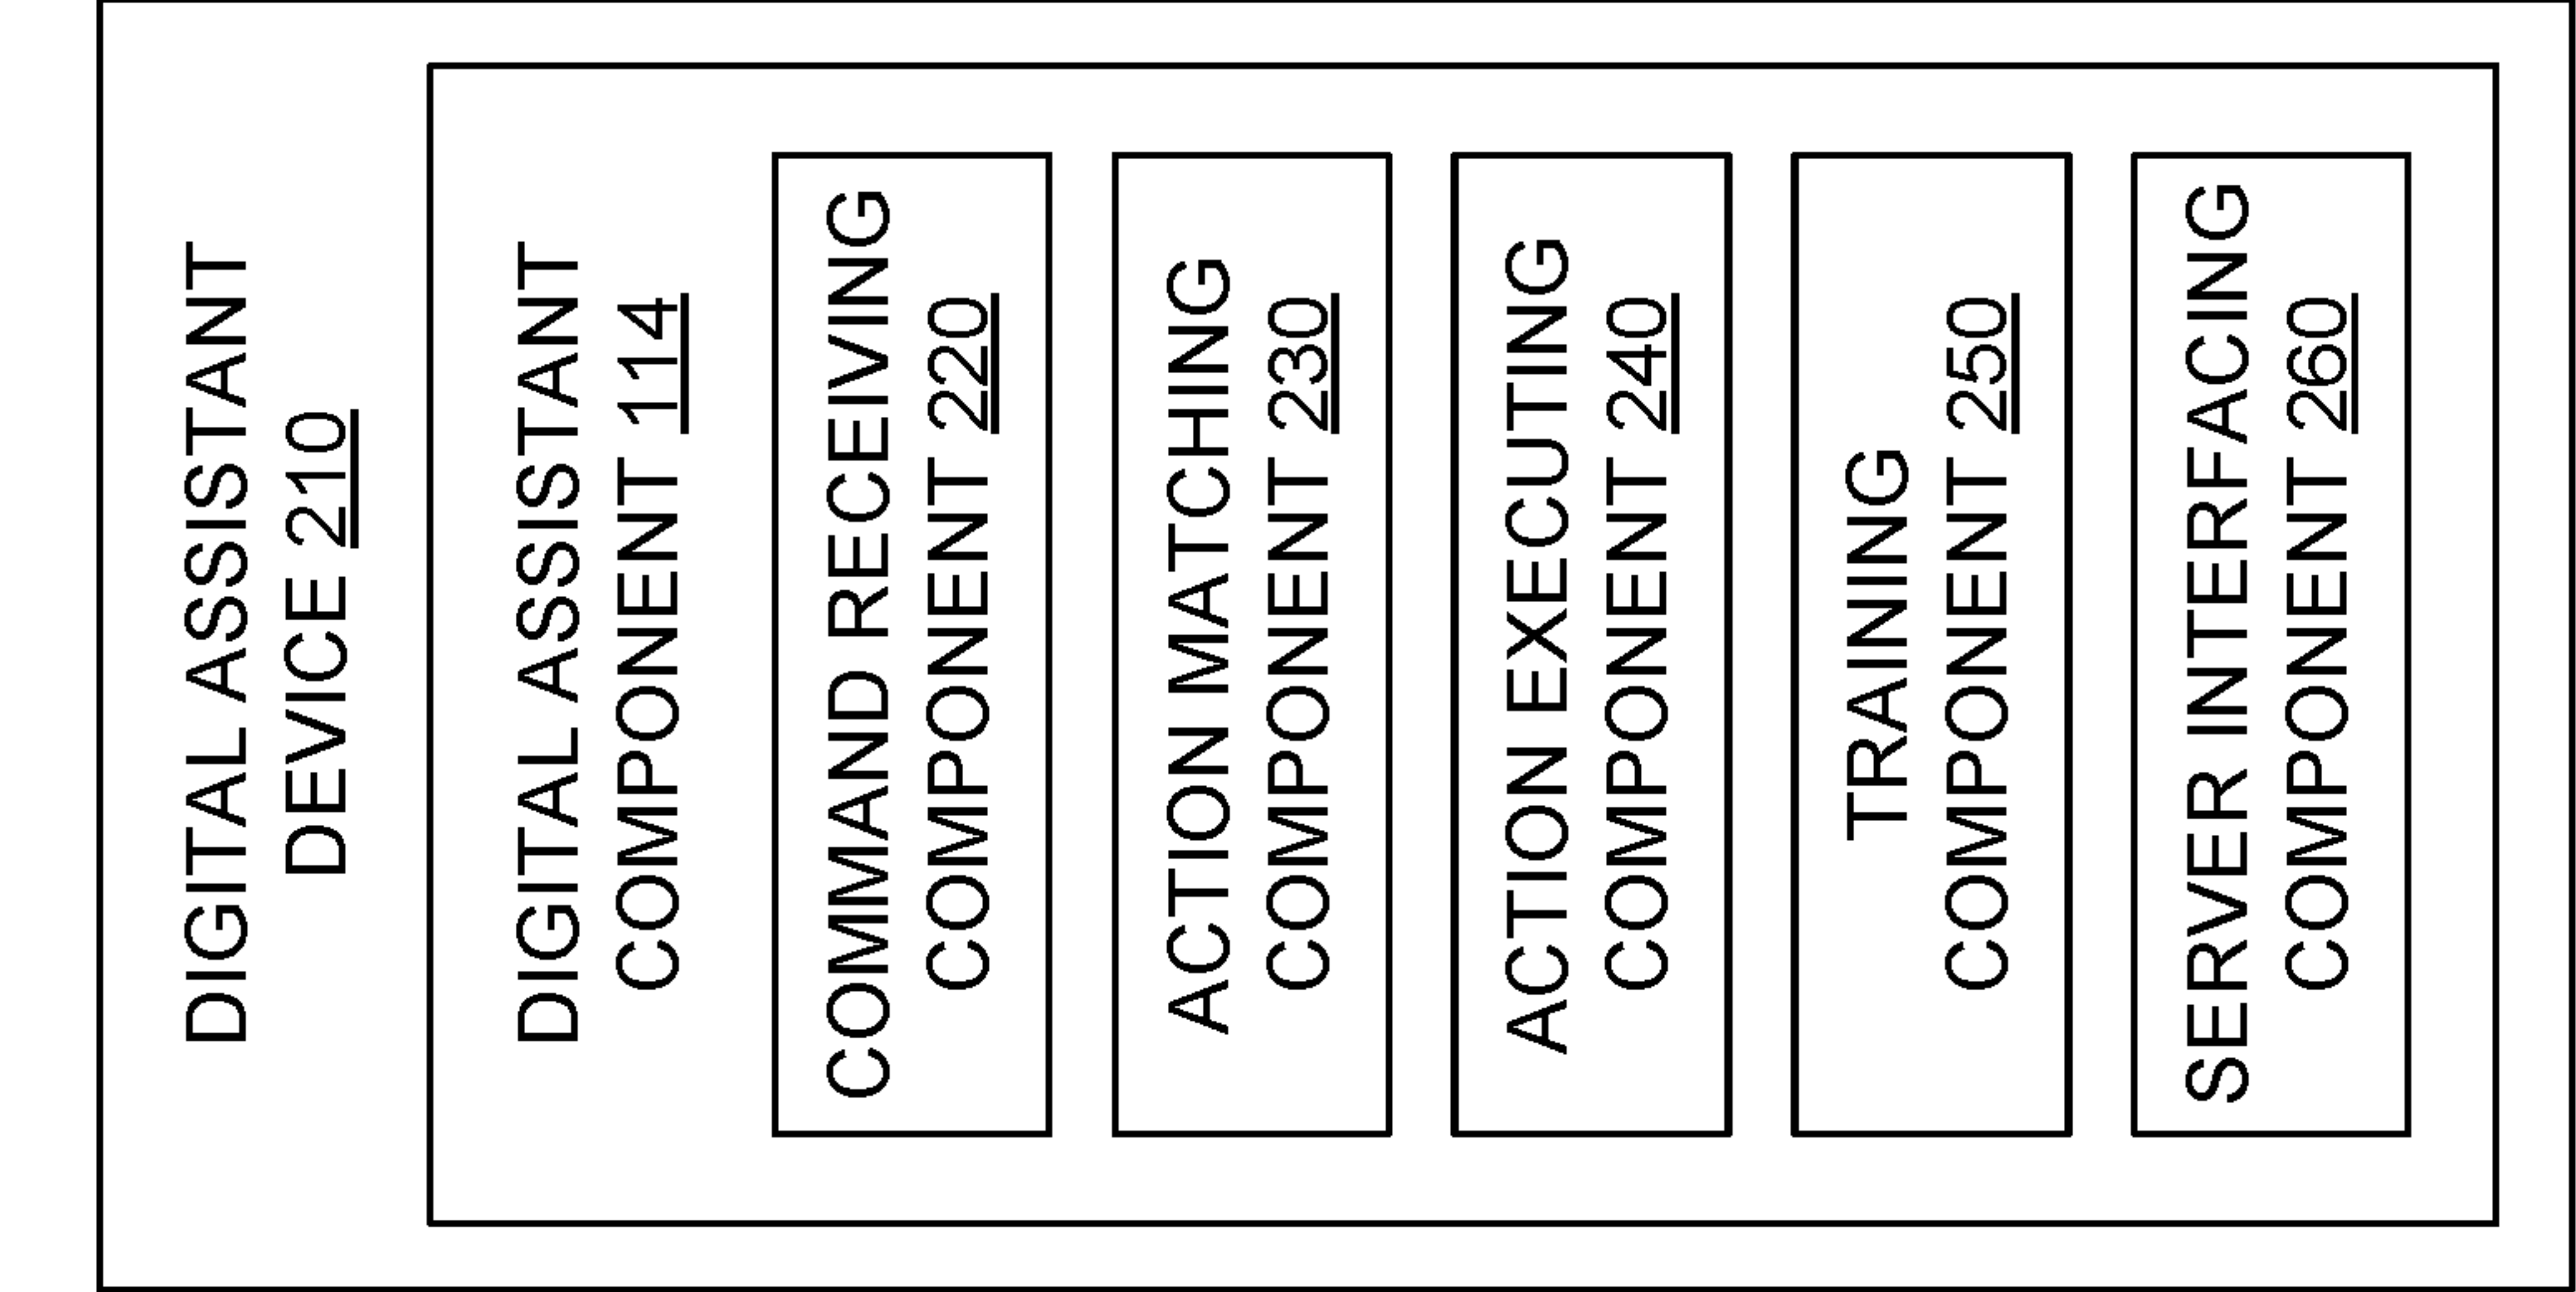 DIGITAL ASSISTANT
DEVICE 210
DIGITAL ASSISTANT
COMPONENT 114
COMMAND RECEIVING
COMPONENT 220
ACTION MATCHING
COMPONENT 230
ACTION EXECUTING
COMPONENT 240
TRAINING
COMPONENT 250
SERVER INTERFACING
COMPONENT 260